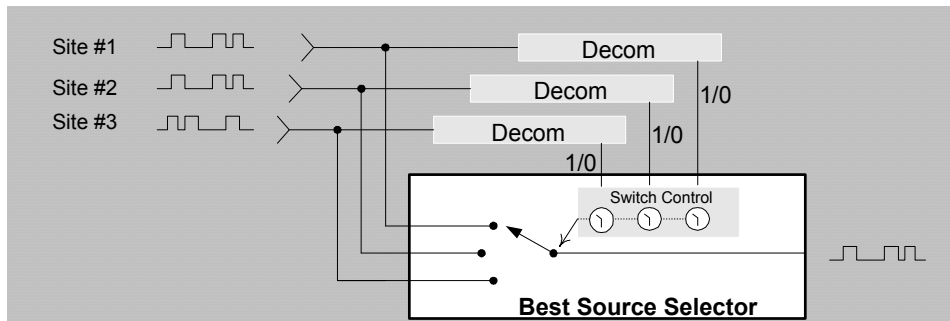 Site #1
Decom
Site #2
Decom
1/0
Site #3
Decom
1/0
1/0
Switch Control
Best Source Selector